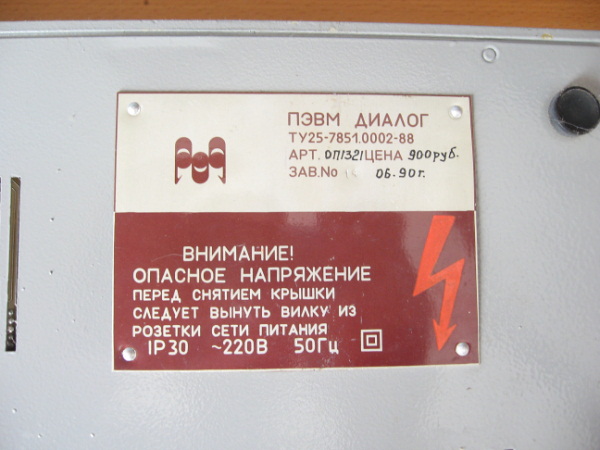 ПЭВМ ДИАЛОГ
ТУ25-7851.0002-88
АРТ. ОП1321 ЦЕНА 900руб.
ЗАВ.No 06-90г.
ВНИМАНИЕ!
ОПАСНОЕ НАПРЯЖЕНИЕ
ПЕРЕД СНЯТИЕМ КРЫШКИ
СЛЕДУЕТ ВЫНУТЬ ВИЛКУ ИЗ
РОЗЕТКИ СЕТИ ПИТАНИЯ
IP30 ~220В 50Гц